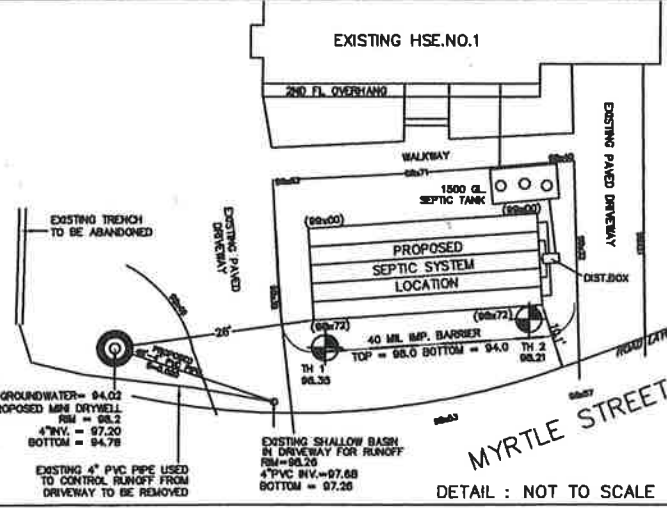 EXISTING HSE.NO.1
2ND FL OVERHANG
WALKWAY
98x71
1500 GL.
SEPTIC TANK
EXISTING PAVED DRIVEWAY
EXISTING TRENCH
TO BE ABANDONED
EXISTING PAVED
DRIVEWAY
(99x00)
(99x00)
PROPOSED
SEPTIC SYSTEM
LOCATION
DIST.BOX
(98x72)
(98x72)
26'
40 MIL IMP. BARRIER
TOP = 98.0 BOTTOM = 94.0
TH 1
98.38
TH 2
98.21
PROPOSED
GROUNDWATER= 94.02
PROPOSED MINI DRYWELL
RIM = 98.2
4"INV. = 97.20
BOTTOM = 94.78
EXISTING 4" PVC PIPE USED
TO CONTROL RUNOFF FROM
DRIVEWAY TO BE REMOVED
EXISTING SHALLOW BASIN
IN DRIVEWAY FOR RUNOFF
RIM=98.26
4"PVC INV.=97.68
BOTTOM = 97.26
MYRTLE STREET
DETAIL : NOT TO SCALE